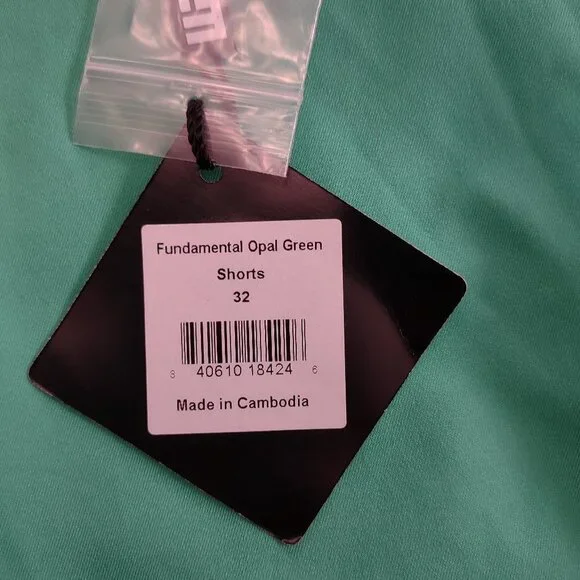 Fundamental Opal Green
Shorts
32
8 40610 18424 6
Made in Cambodia